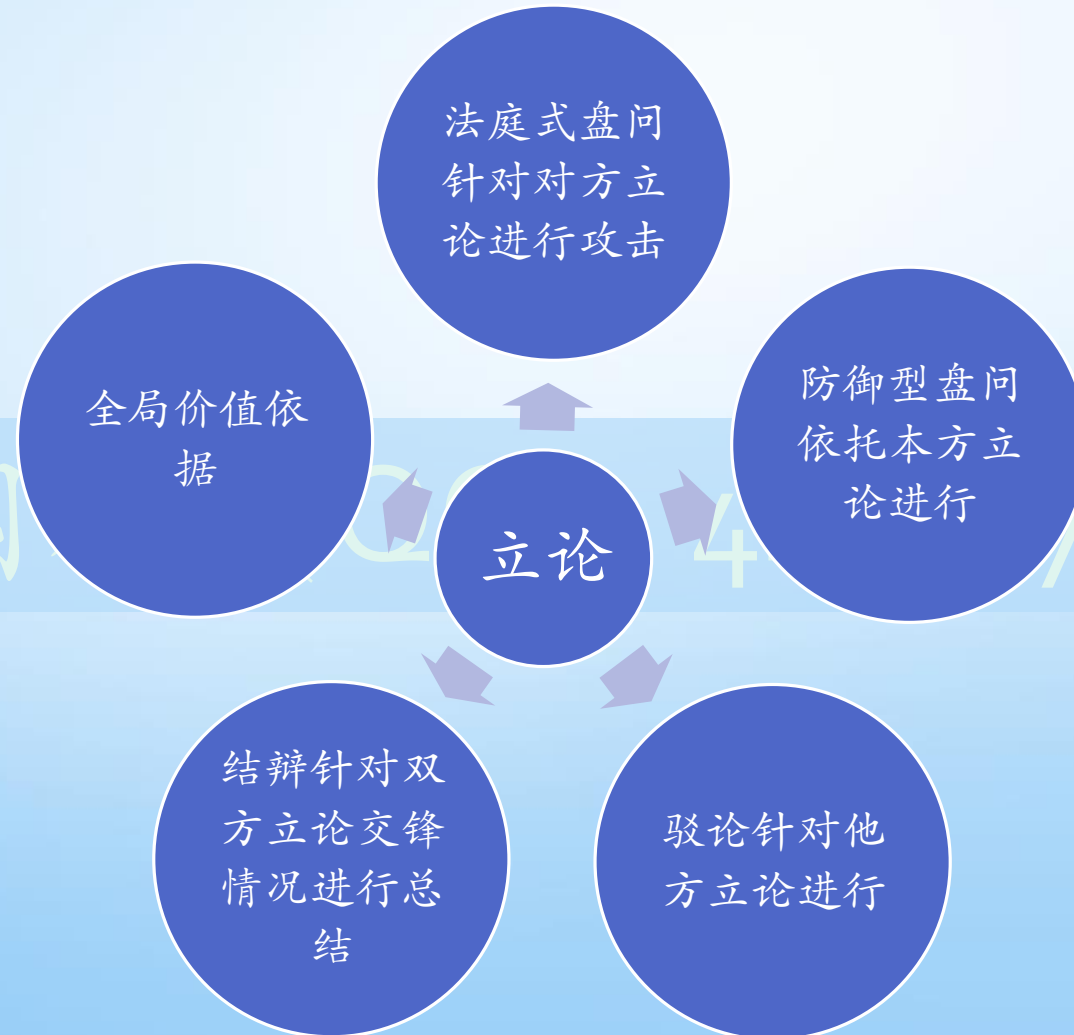 法庭式盘问
针对对方立
论进行攻击
全局价值依
据
防御型盘问
依托本方立
论进行
立论
结辩针对双
方立论交锋
情况进行总
结
驳论针对他
方立论进行